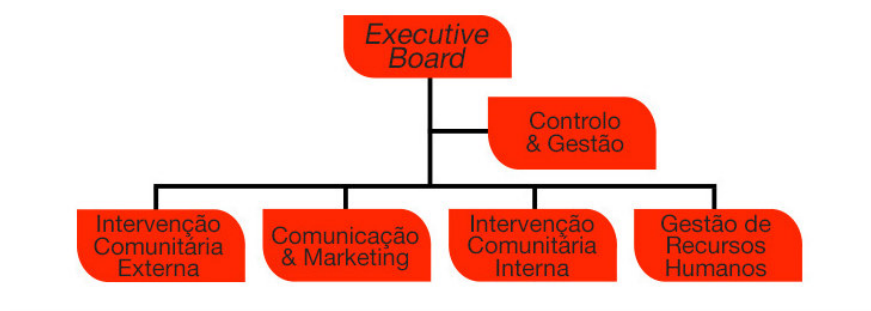 Executive
Board
Controlo
& Gestão
Intervenção
Comunitária
Externa
Comunicação
& Marketing
Intervenção
Comunitária
Interna
Gestão de
Recursos
Humanos